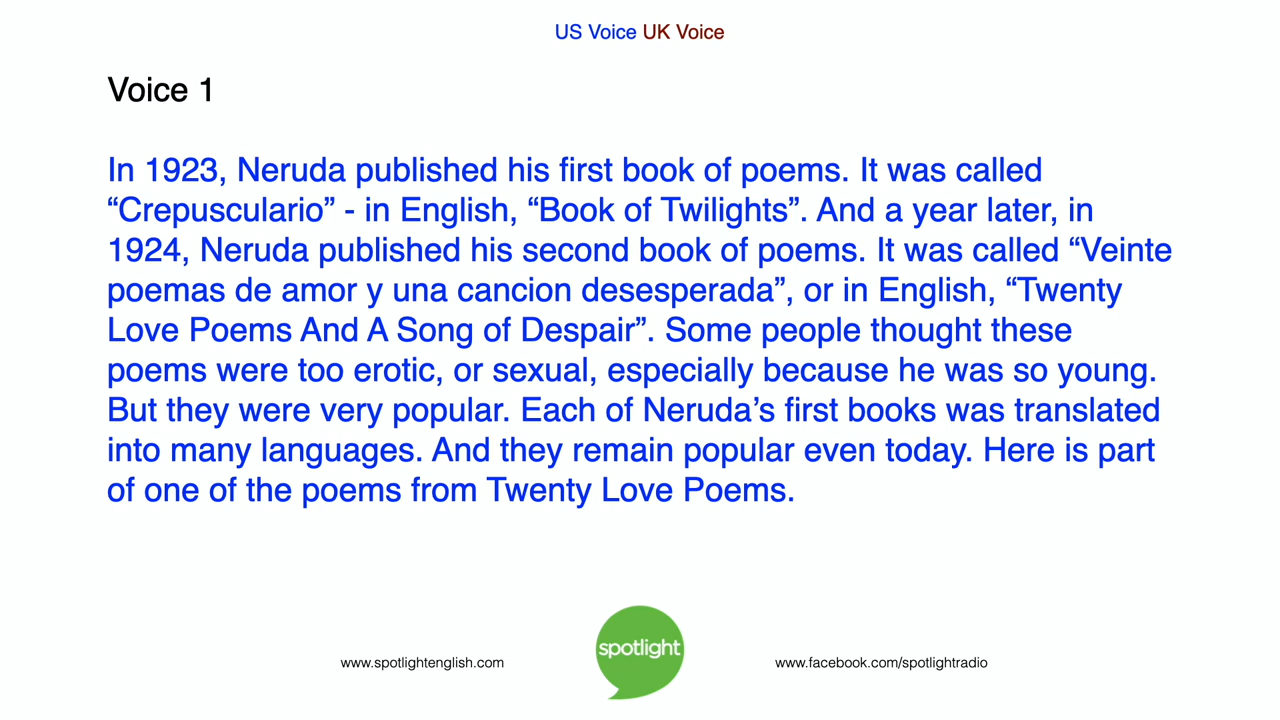 US Voice UK Voice
Voice 1
In 1923, Neruda published his first book of poems. It was called
“Crepusculario” - in English, “Book of Twilights”. And a year later, in
1924, Neruda published his second book of poems. It was called “Veinte
poemas de amor y una cancion desesperada”, or in English, “Twenty
Love Poems And A Song of Despair”. Some people thought these
poems were too erotic, or sexual, especially because he was so young.
But they were very popular. Each of Neruda’s first books was translated
into many languages. And they remain popular even today. Here is part
of one of the poems from Twenty Love Poems.
www.spotlightenglish.com
spotlight
www.facebook.com/spotlightradio